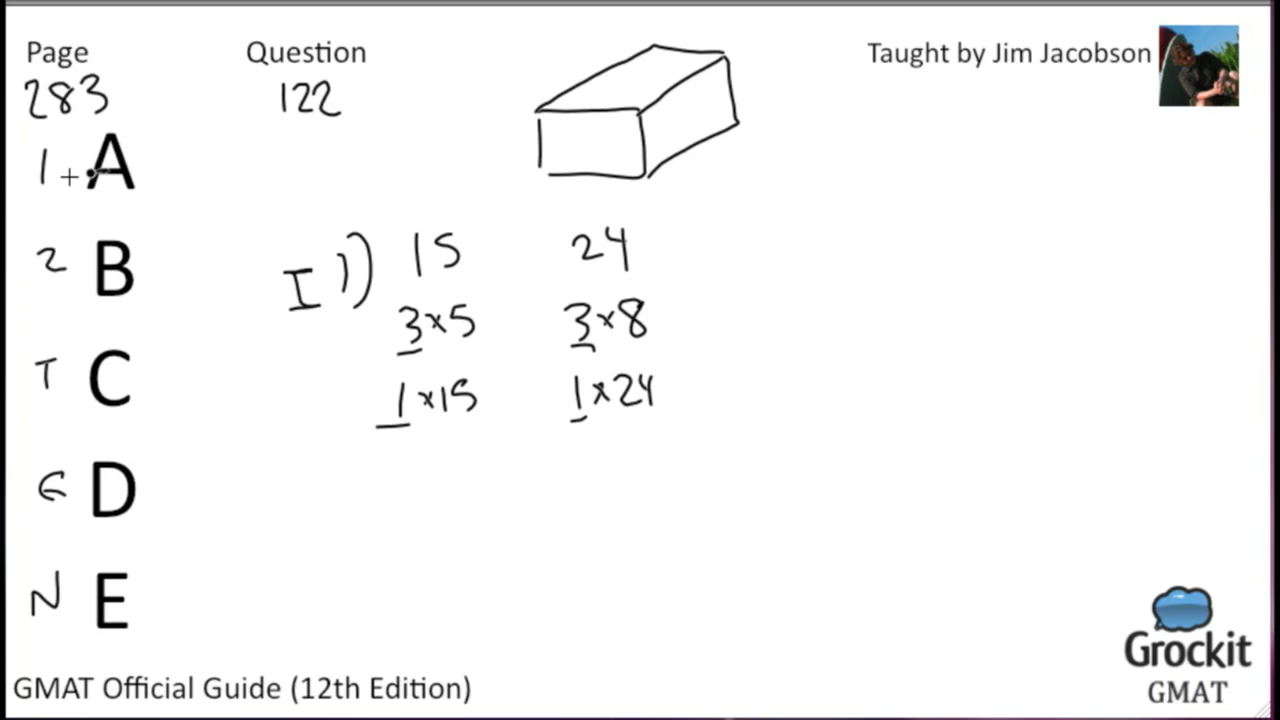 Page Question Taught by Jim Jacobson
283 122
1 A
2 B
T C
E D
N E
I 1) 15 24
3×5 3×8
1×15 1×24
Grockit
GMAT
GMAT Official Guide (12th Edition)